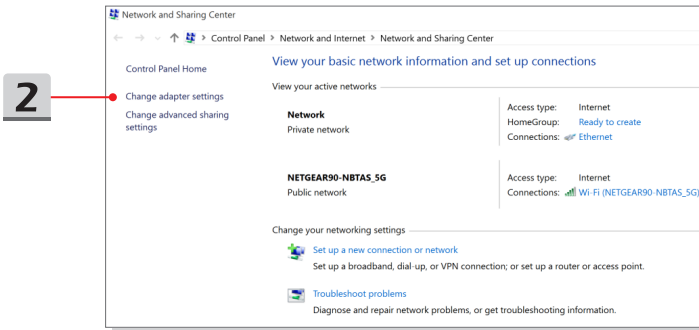 Network and Sharing Center
Control Panel > Network and Internet > Network and Sharing Center
2
Control Panel Home
Change adapter settings
Change advanced sharing
settings
View your basic network information and set up connections
View your active networks
Network
Private network
Access type: Internet
HomeGroup: Ready to create
Connections: Ethernet
NETGEAR90-NBTAS_5G
Public network
Access type: Internet
Connections: Wi-Fi (NETGEAR90-NBTAS_5G)
Change your networking settings
Set up a new connection or network
Set up a broadband, dial-up, or VPN connection; or set up a router or access point.
Troubleshoot problems
Diagnose and repair network problems, or get troubleshooting information.